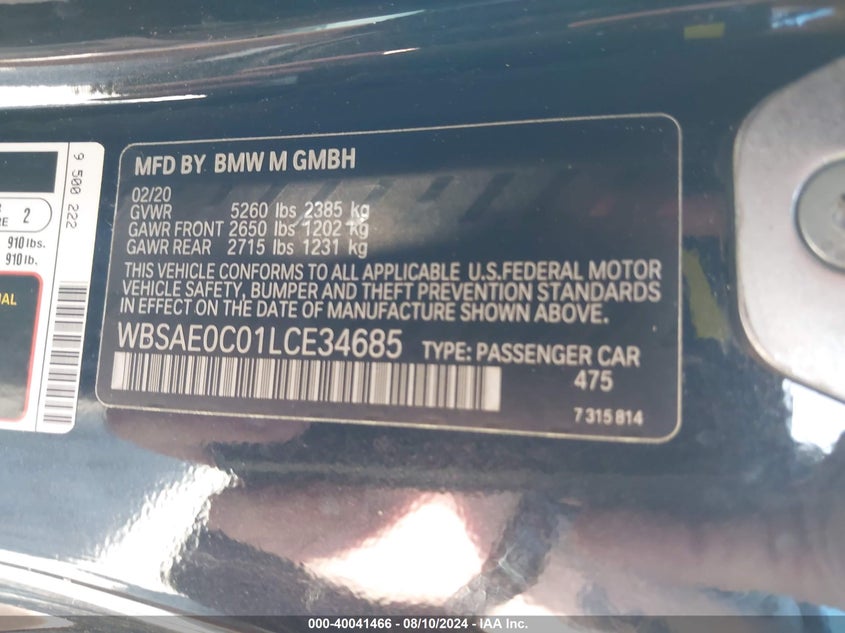 9 500 222
2
910 lbs.
910 lb.
MFD BY BMW M GMBH
02/20
GVWR 5260 lbs 2385 kg
GAWR FRONT 2650 lbs 1202 kg
GAWR REAR 2715 lbs 1231 kg
THIS VEHICLE CONFORMS TO ALL APPLICABLE U.S.FEDERAL MOTOR
VEHICLE SAFETY, BUMPER AND THEFT PREVENTION STANDARDS
IN EFFECT ON THE DATE OF MANUFACTURE SHOWN ABOVE.
WBSAE0C01LCE34685 TYPE: PASSENGER CAR
475
7 315 814
000-40041466 - 08/10/2024 - IAA Inc.